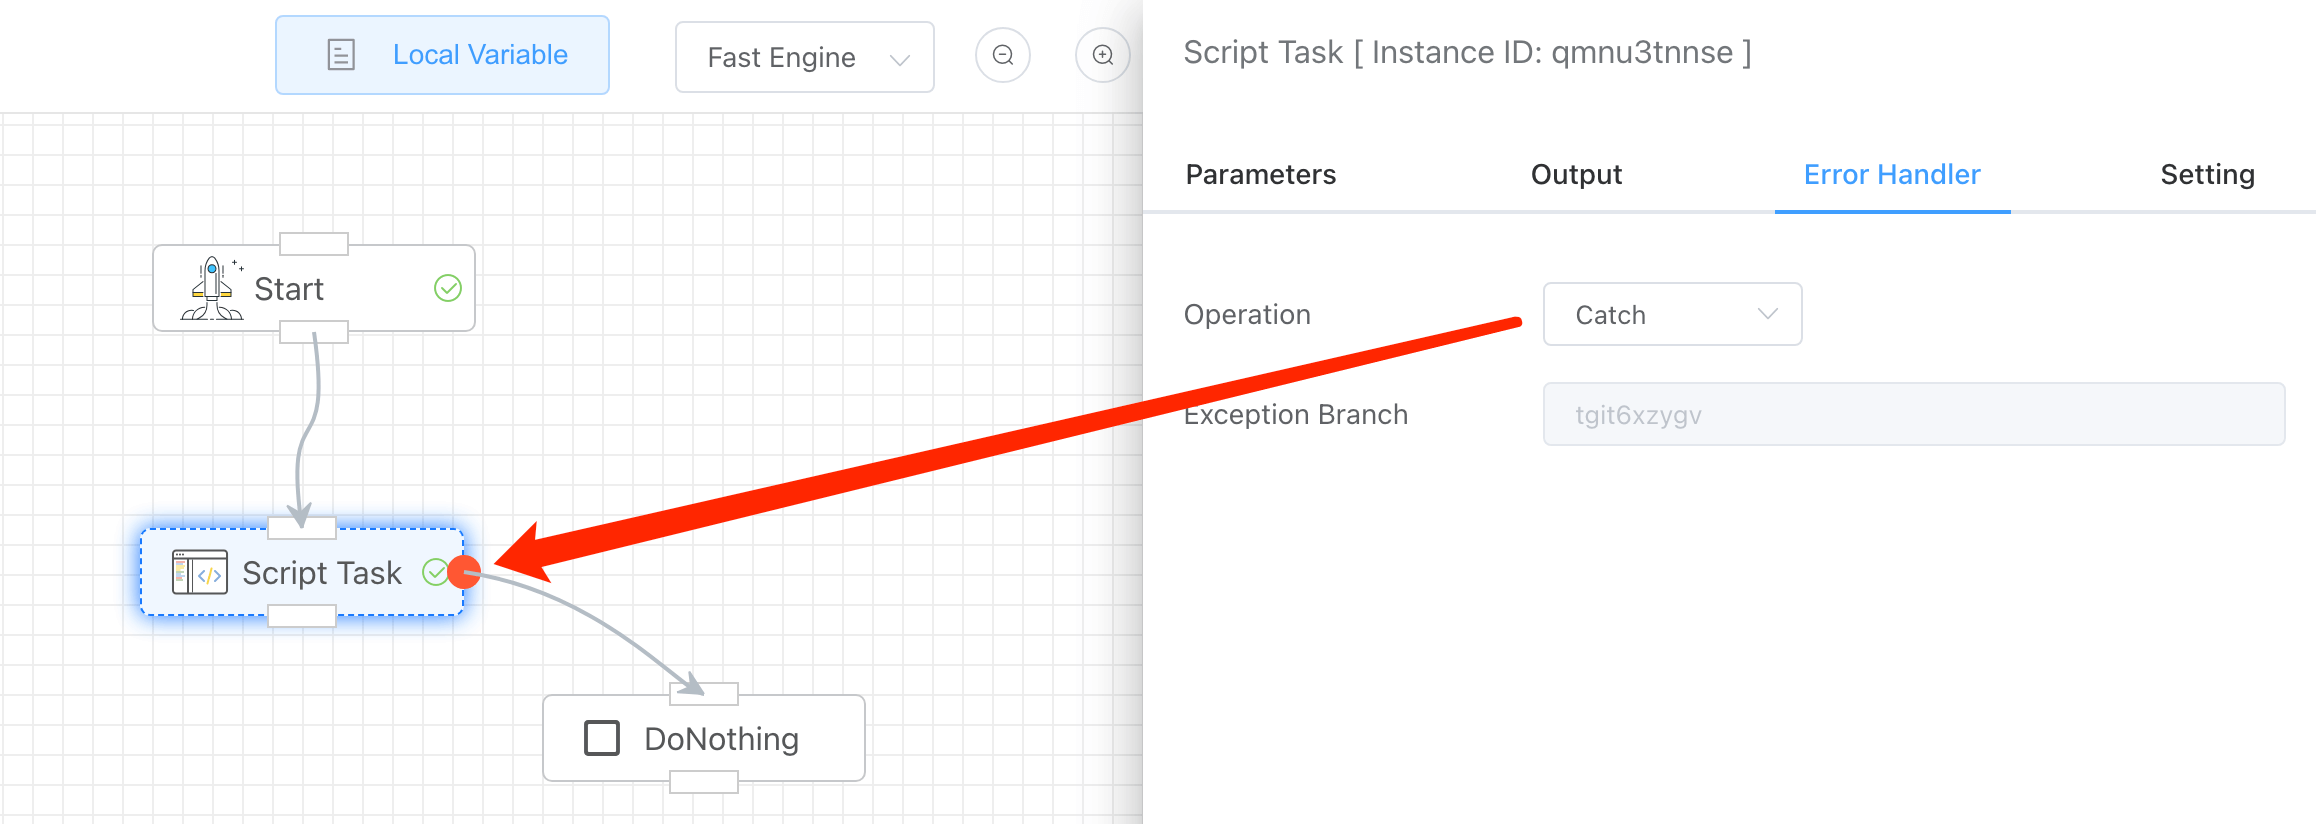 Local Variable
Fast Engine
Script Task [ Instance ID: qmnu3tnnse ]
Parameters
Output
Error Handler
Setting
Start
Operation
Catch
Exception Branch
tgit6xzygv
Script Task
DoNothing